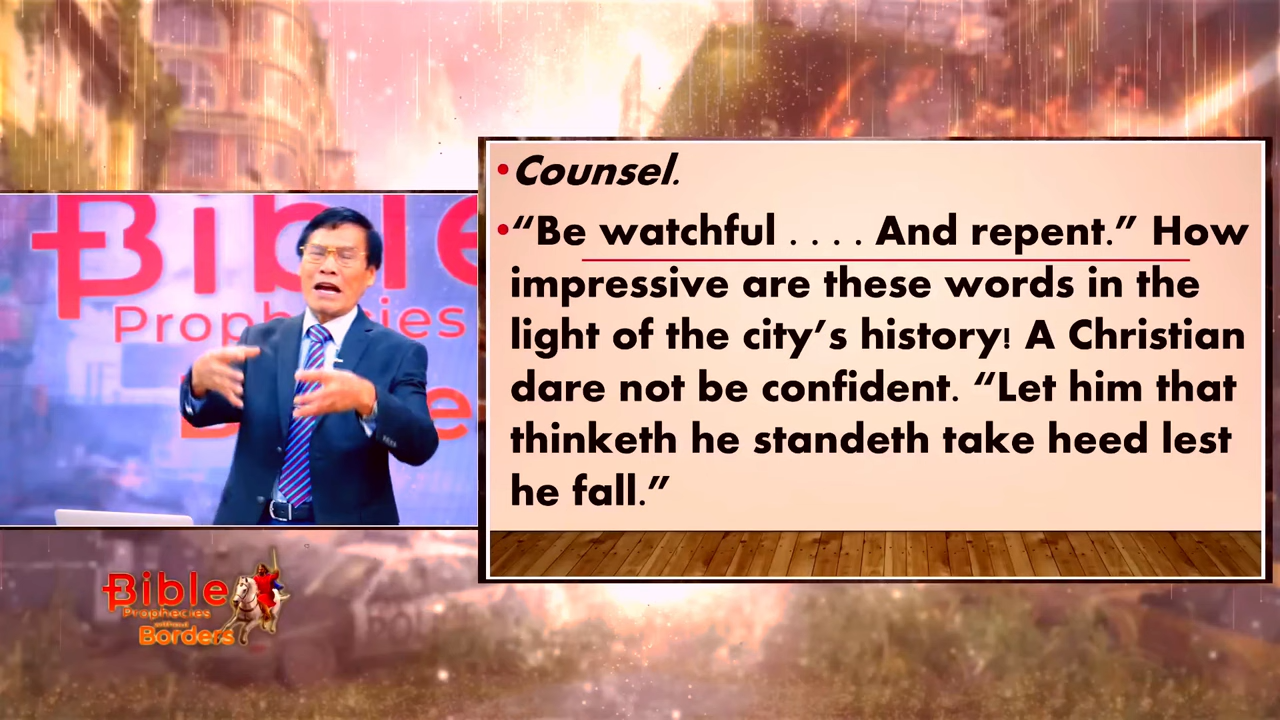 •Counsel.
•“Be watchful . . . . And repent.” How
impressive are these words in the
light of the city’s history! A Christian
dare not be confident. “Let him that
thinketh he standeth take heed lest
he fall.”
Bible
Prophecies
Bible
Prophecies
without
Borders